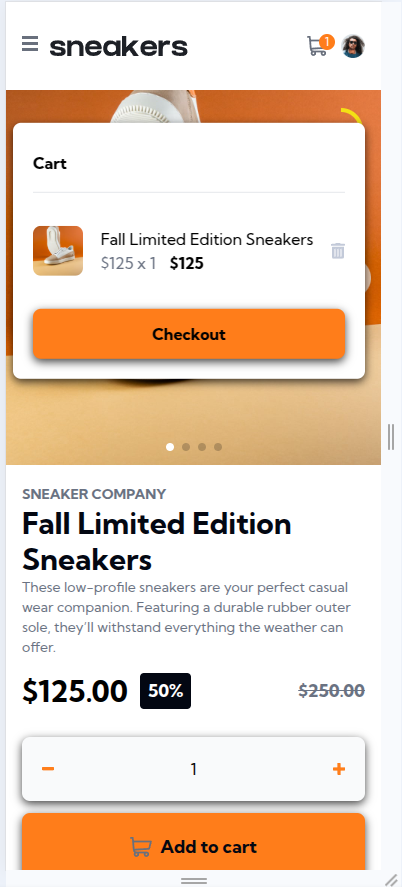 sneakers
1
Cart
Fall Limited Edition Sneakers
$125 x 1 $125
Checkout
SNEAKER COMPANY
Fall Limited Edition
Sneakers
These low-profile sneakers are your perfect casual
wear companion. Featuring a durable rubber outer
sole, they’ll withstand everything the weather can
offer.
$125.00 50% $250.00
− 1 +
Add to cart